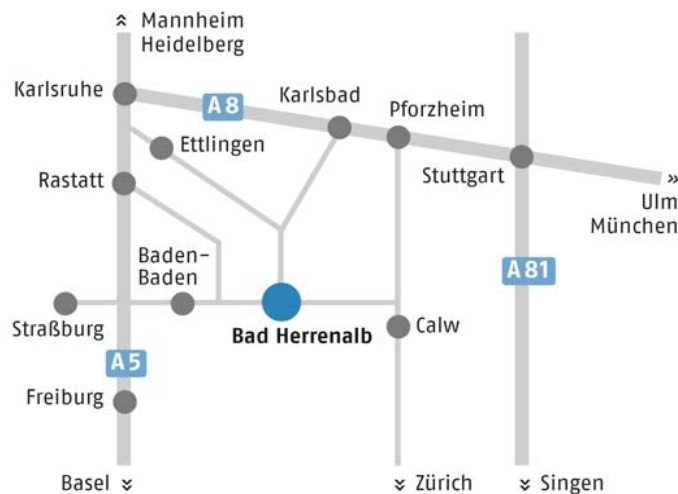 Mannheim
Heidelberg
Karlsruhe
A 8
Karlsbad
Pforzheim
Ettlingen
Rastatt
Stuttgart
Ulm
München
Baden-
Baden
A 81
Straßburg
Bad Herrenalb
Calw
A 5
Freiburg
Basel
Zürich
Singen